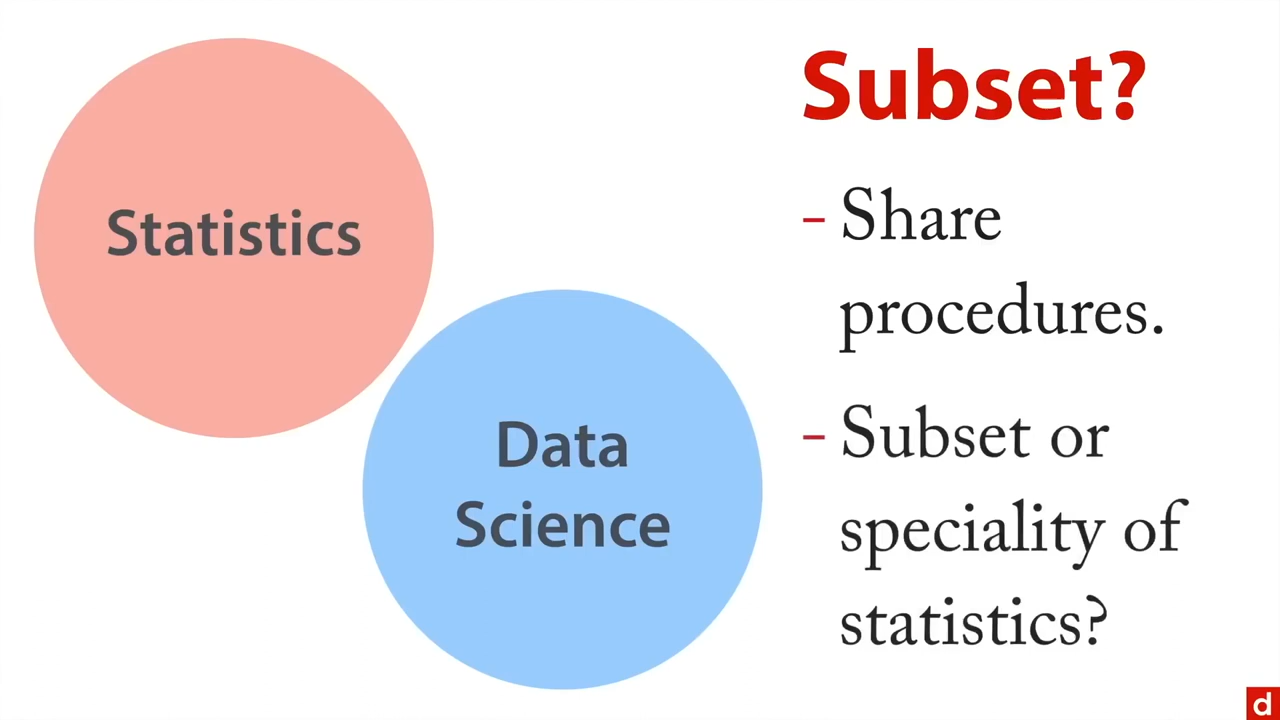 Statistics
Data
Science
Subset?
- Share
procedures.
- Subset or
speciality of
statistics?
d